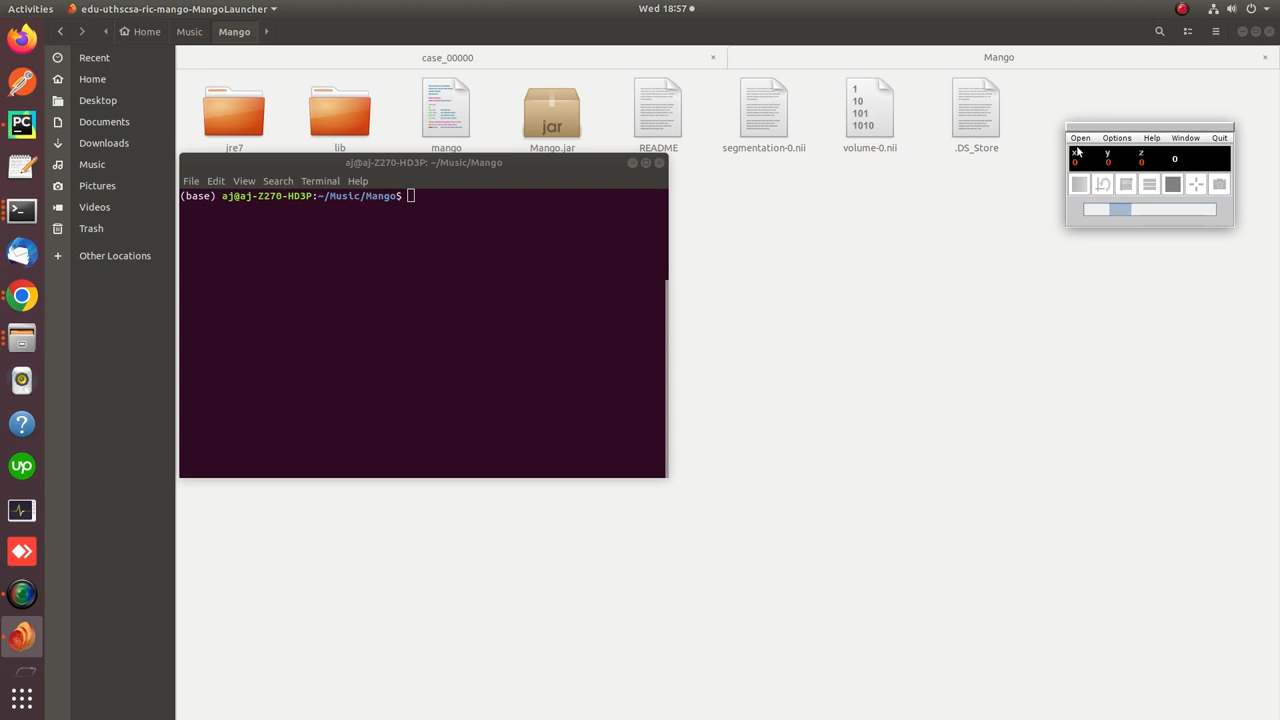 Activities edu-uthscsa-ric-mango-MangoLauncher Wed 18:57
Home Music Mango
case_00000 × Mango ×
Recent
Home
Desktop
Documents
Downloads
Music
Pictures
Videos
Trash
+ Other Locations
jre7 lib mango Mango.jar README segmentation-0.nii volume-0.nii .DS_Store
jar
1
10
101
1010
PC
up
aj@aj-Z270-HD3P: ~/Music/Mango
File Edit View Search Terminal Help
(base) aj@aj-Z270-HD3P:~/Music/Mango$
Open Options Help Window Quit
x y z
0 0 0 0